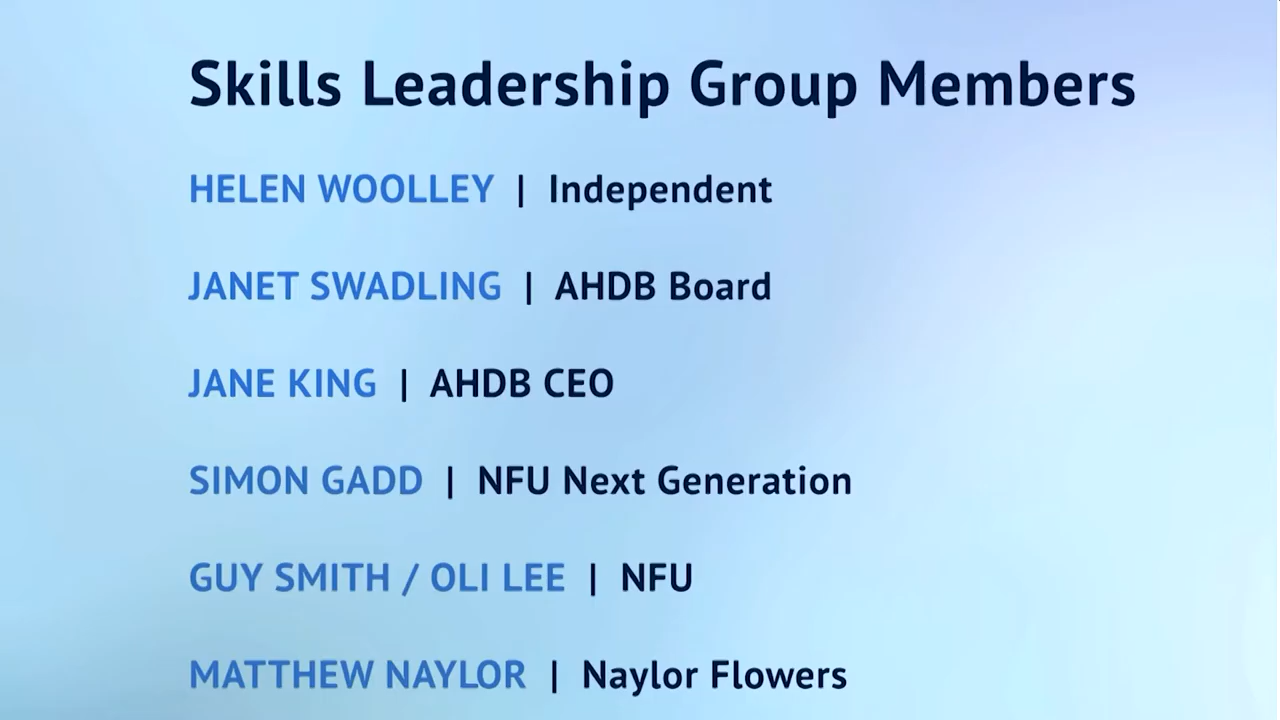 Skills Leadership Group Members
HELEN WOOLLEY | Independent
JANET SWADLING | AHDB Board
JANE KING | AHDB CEO
SIMON GADD | NFU Next Generation
GUY SMITH / OLI LEE | NFU
MATTHEW NAYLOR | Naylor Flowers